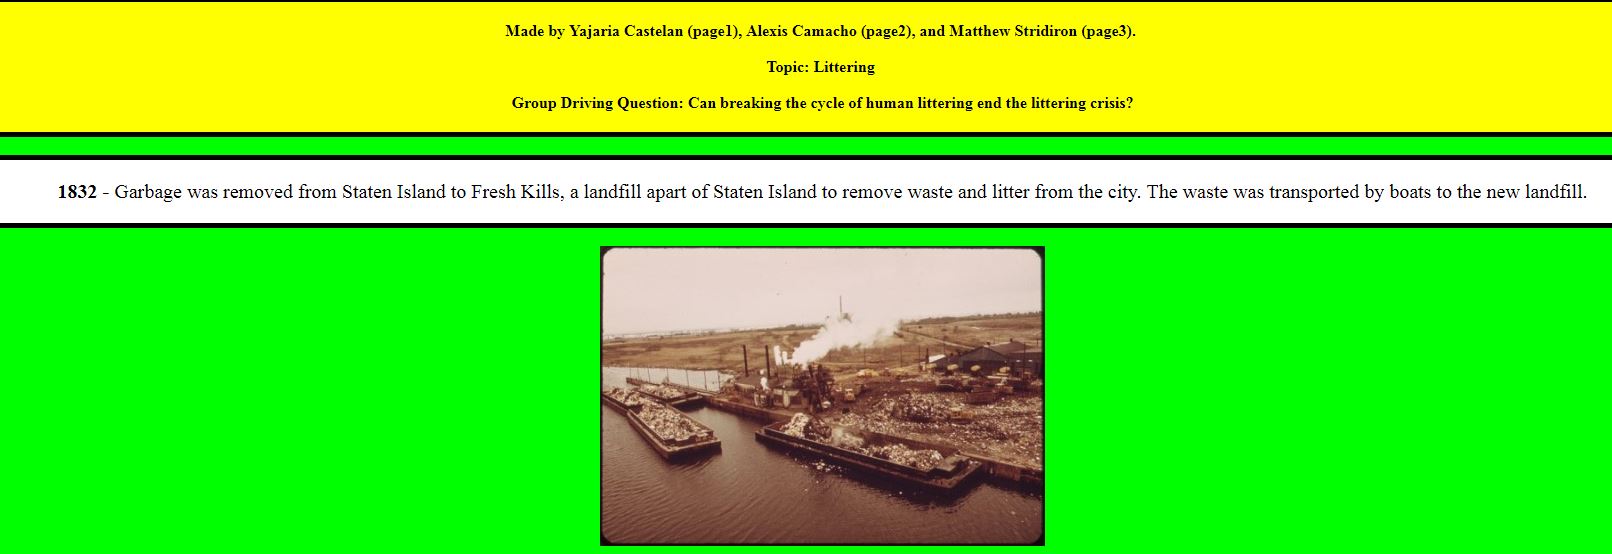 Made by Yajaria Castelan (page1), Alexis Camacho (page2), and Matthew Stridiron (page3).
Topic: Littering
Group Driving Question: Can breaking the cycle of human littering end the littering crisis?
1832 - Garbage was removed from Staten Island to Fresh Kills, a landfill apart of Staten Island to remove waste and litter from the city. The waste was transported by boats to the new landfill.